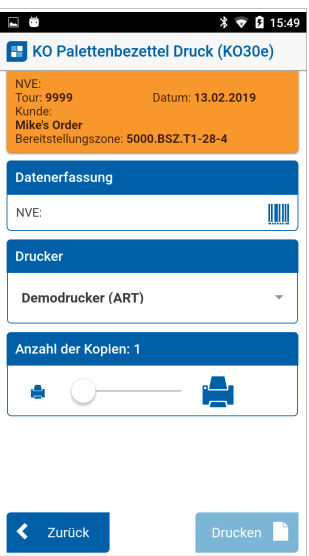 15:49
KO Palettenbezettel Druck (KO30e)
NVE:
Tour: 9999 Datum: 13.02.2019
Kunde:
Mike's Order
Bereitstellungszone: 5000.BSZ.T1-28-4
Datenerfassung
NVE:
Drucker
Demodrucker (ART)
Anzahl der Kopien: 1
Zurück Drucken